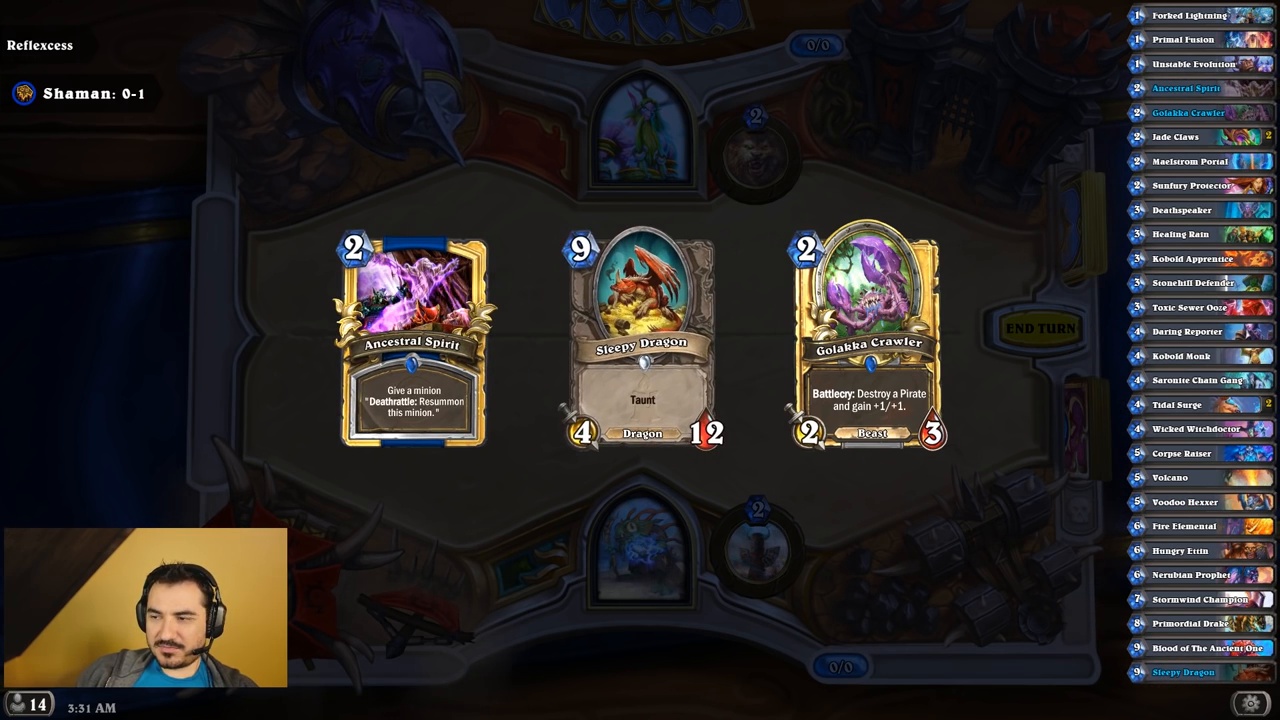 Reflexcess
Shaman: 0-1
0/0
2
2
Ancestral Spirit
Give a minion
"Deathrattle: Resummon
this minion."
9
Sleepy Dragon
Taunt
4
Dragon
12
2
Golakka Crawler
Battlecry: Destroy a Pirate
and gain +1/+1.
2
Beast
3
END TURN
2
0/0
14
3:31 AM
1 Forked Lightning
1 Primal Fusion
1 Unstable Evolution
2 Ancestral Spirit
2 Golakka Crawler
2 Jade Claws 2
2 Maelstrom Portal
2 Sunfury Protector
3 Deathspeaker
3 Healing Rain
3 Kobold Apprentice
3 Stonehill Defender
3 Toxic Sewer Ooze
4 Daring Reporter
4 Kobold Monk
4 Saronite Chain Gang
4 Tidal Surge 2
4 Wicked Witchdoctor
5 Corpse Raiser
5 Volcano
5 Voodoo Hexxer
6 Fire Elemental
6 Hungry Ettin
6 Nerubian Prophet
7 Stormwind Champion
8 Primordial Drake
9 Blood of The Ancient One
9 Sleepy Dragon